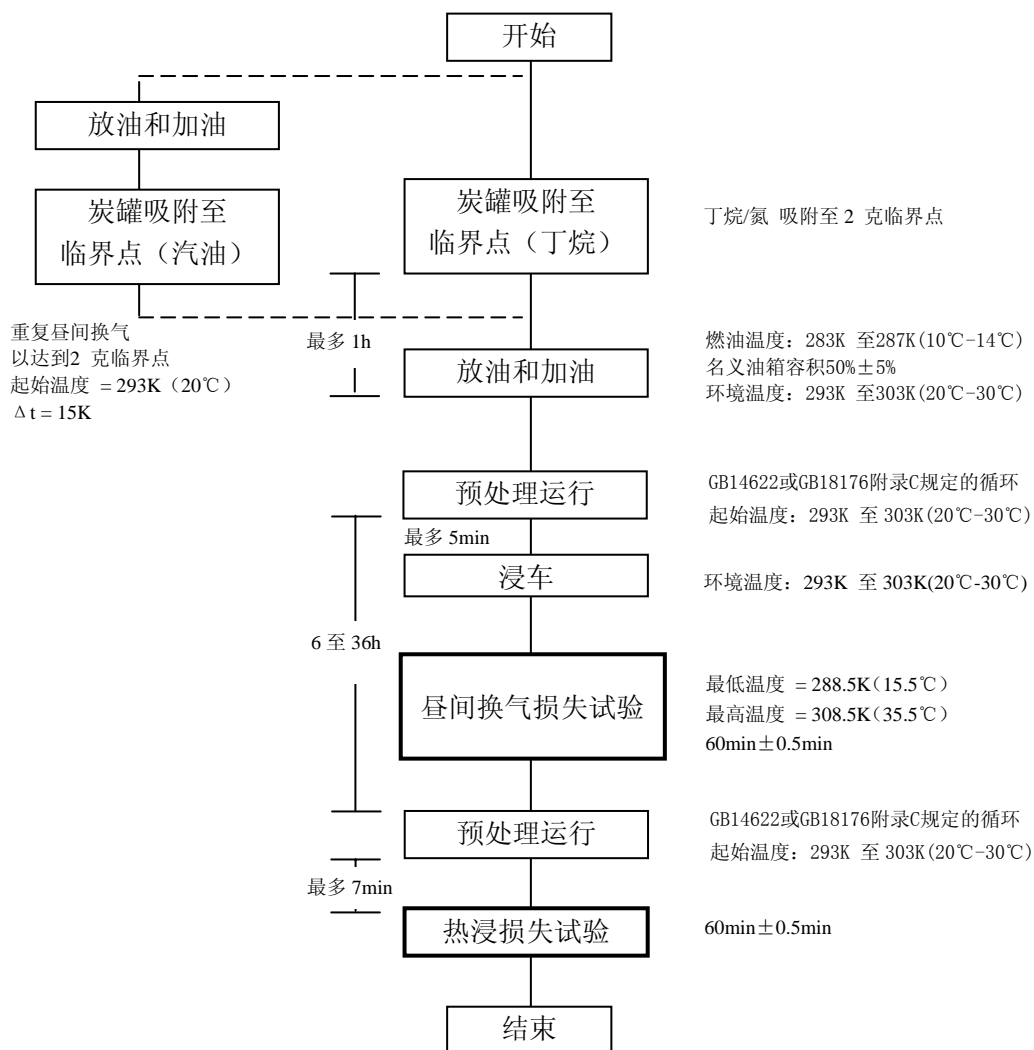 开始
放油和加油
炭罐吸附至
临界点（汽油）
炭罐吸附至
临界点（丁烷）
丁烷/氮 吸附至 2 克临界点
重复昼间换气
以达到2 克临界点
起始温度 = 293K（20℃）
Δt = 15K
最多 1h
放油和加油
燃油温度：283K 至287K(10℃-14℃)
名义油箱容积50%±5%
环境温度：293K 至303K(20℃-30℃)
预处理运行
GB14622或GB18176附录C规定的循环
起始温度：293K 至 303K(20℃-30℃)
最多 5min
浸车
环境温度：293K 至 303K(20℃-30℃)
6 至 36h
昼间换气损失试验
最低温度 = 288.5K（15.5℃）
最高温度 = 308.5K（35.5℃）
60min±0.5min
预处理运行
GB14622或GB18176附录C规定的循环
起始温度：293K 至 303K(20℃-30℃)
最多 7min
热浸损失试验
60min±0.5min
结束